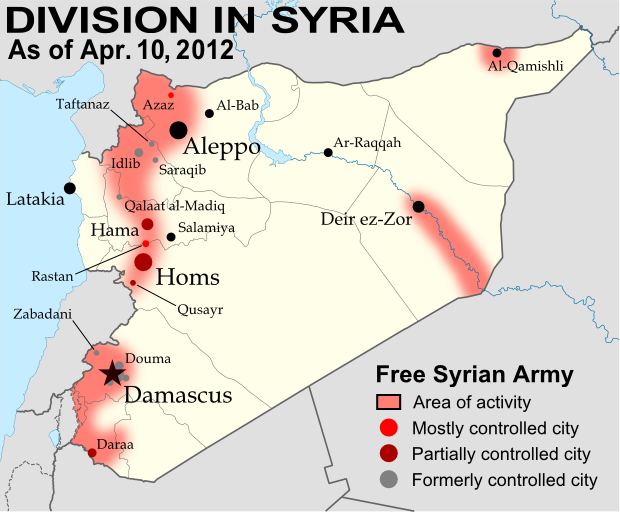 DIVISION IN SYRIA
As of Apr. 10, 2012
Al-Qamishli
Taftanaz
Azaz
Al-Bab
Aleppo
Ar-Raqqah
Idlib
Saraqib
Latakia
Qalaat al-Madiq
Deir ez-Zor
Hama
Salamiya
Rastan
Homs
Qusayr
Zabadani
Douma
Damascus
Daraa
Free Syrian Army
Area of activity
Mostly controlled city
Partially controlled city
Formerly controlled city